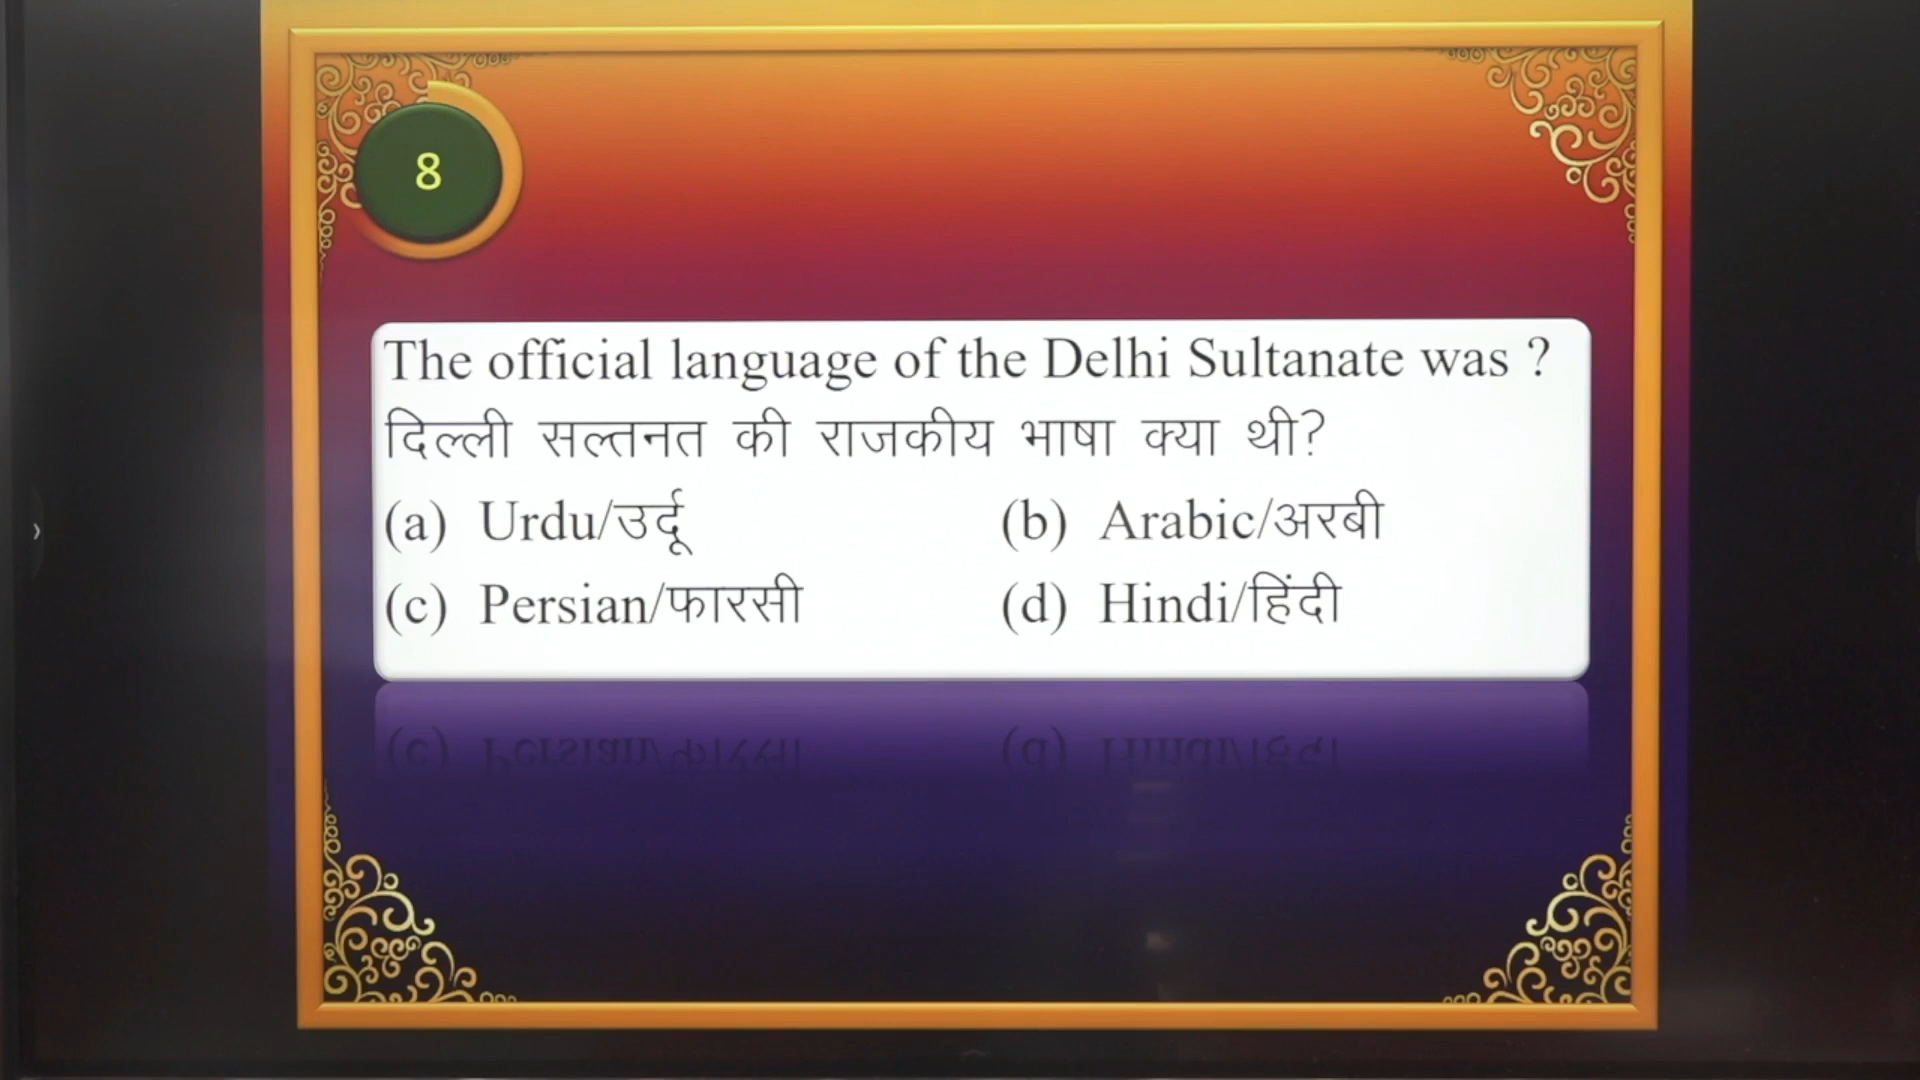 8
The official language of the Delhi Sultanate was ?
दिल्ली सल्तनत की राजकीय भाषा क्या थी?
(a) Urdu/उर्दू (b) Arabic/अरबी
(c) Persian/फारसी (d) Hindi/हिंदी